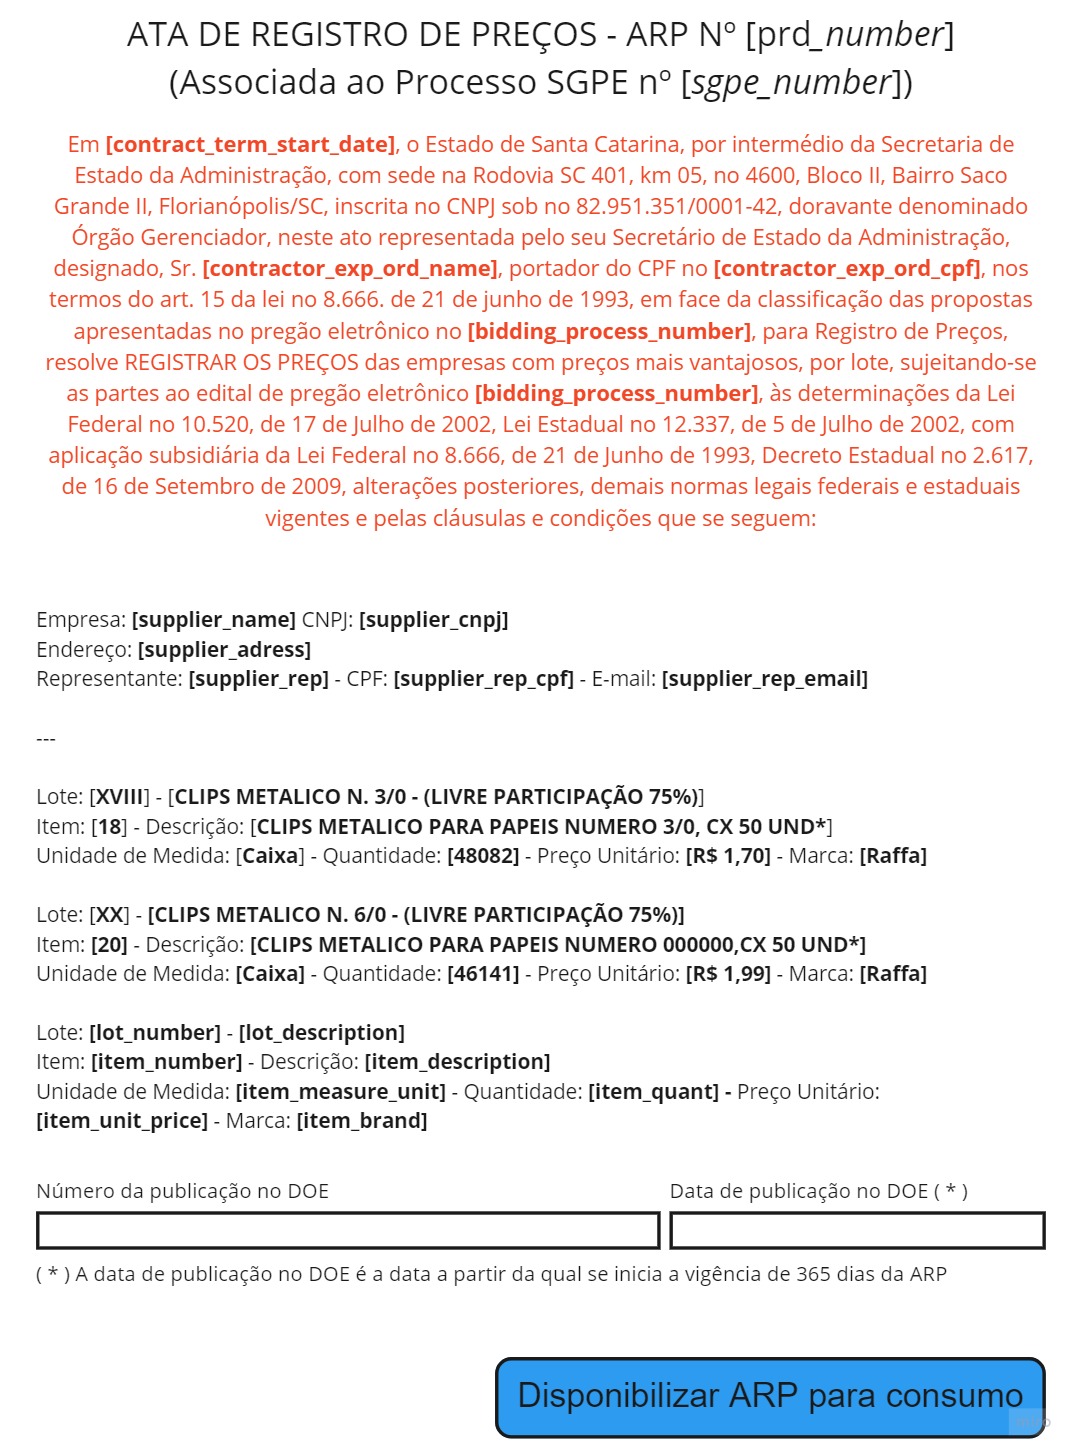 ATA DE REGISTRO DE PREÇOS - ARP Nº [prd_number]
(Associada ao Processo SGPE nº [sgpe_number])
Em [contract_term_start_date], o Estado de Santa Catarina, por intermédio da Secretaria de
Estado da Administração, com sede na Rodovia SC 401, km 05, no 4600, Bloco II, Bairro Saco
Grande II, Florianópolis/SC, inscrita no CNPJ sob no 82.951.351/0001-42, doravante denominado
Órgão Gerenciador, neste ato representada pelo seu Secretário de Estado da Administração,
designado, Sr. [contractor_exp_ord_name], portador do CPF no [contractor_exp_ord_cpf], nos
termos do art. 15 da lei no 8.666. de 21 de junho de 1993, em face da classificação das propostas
apresentadas no pregão eletrônico no [bidding_process_number], para Registro de Preços,
resolve REGISTRAR OS PREÇOS das empresas com preços mais vantajosos, por lote, sujeitando-se
as partes ao edital de pregão eletrônico [bidding_process_number], às determinações da Lei
Federal no 10.520, de 17 de Julho de 2002, Lei Estadual no 12.337, de 5 de Julho de 2002, com
aplicação subsidiária da Lei Federal no 8.666, de 21 de Junho de 1993, Decreto Estadual no 2.617,
de 16 de Setembro de 2009, alterações posteriores, demais normas legais federais e estaduais
vigentes e pelas cláusulas e condições que se seguem:
Empresa: [supplier_name] CNPJ: [supplier_cnpj]
Endereço: [supplier_adress]
Representante: [supplier_rep] - CPF: [supplier_rep_cpf] - E-mail: [supplier_rep_email]
---
Lote: [XVIII] - [CLIPS METALICO N. 3/0 - (LIVRE PARTICIPAÇÃO 75%)]
Item: [18] - Descrição: [CLIPS METALICO PARA PAPEIS NUMERO 3/0, CX 50 UND*]
Unidade de Medida: [Caixa] - Quantidade: [48082] - Preço Unitário: [R$ 1,70] - Marca: [Raffa]
Lote: [XX] - [CLIPS METALICO N. 6/0 - (LIVRE PARTICIPAÇÃO 75%)]
Item: [20] - Descrição: [CLIPS METALICO PARA PAPEIS NUMERO 000000,CX 50 UND*]
Unidade de Medida: [Caixa] - Quantidade: [46141] - Preço Unitário: [R$ 1,99] - Marca: [Raffa]
Lote: [lot_number] - [lot_description]
Item: [item_number] - Descrição: [item_description]
Unidade de Medida: [item_measure_unit] - Quantidade: [item_quant] - Preço Unitário:
[item_unit_price] - Marca: [item_brand]
Número da publicação no DOE
Data de publicação no DOE ( * )
( * ) A data de publicação no DOE é a data a partir da qual se inicia a vigência de 365 dias da ARP
Disponibilizar ARP para consumo